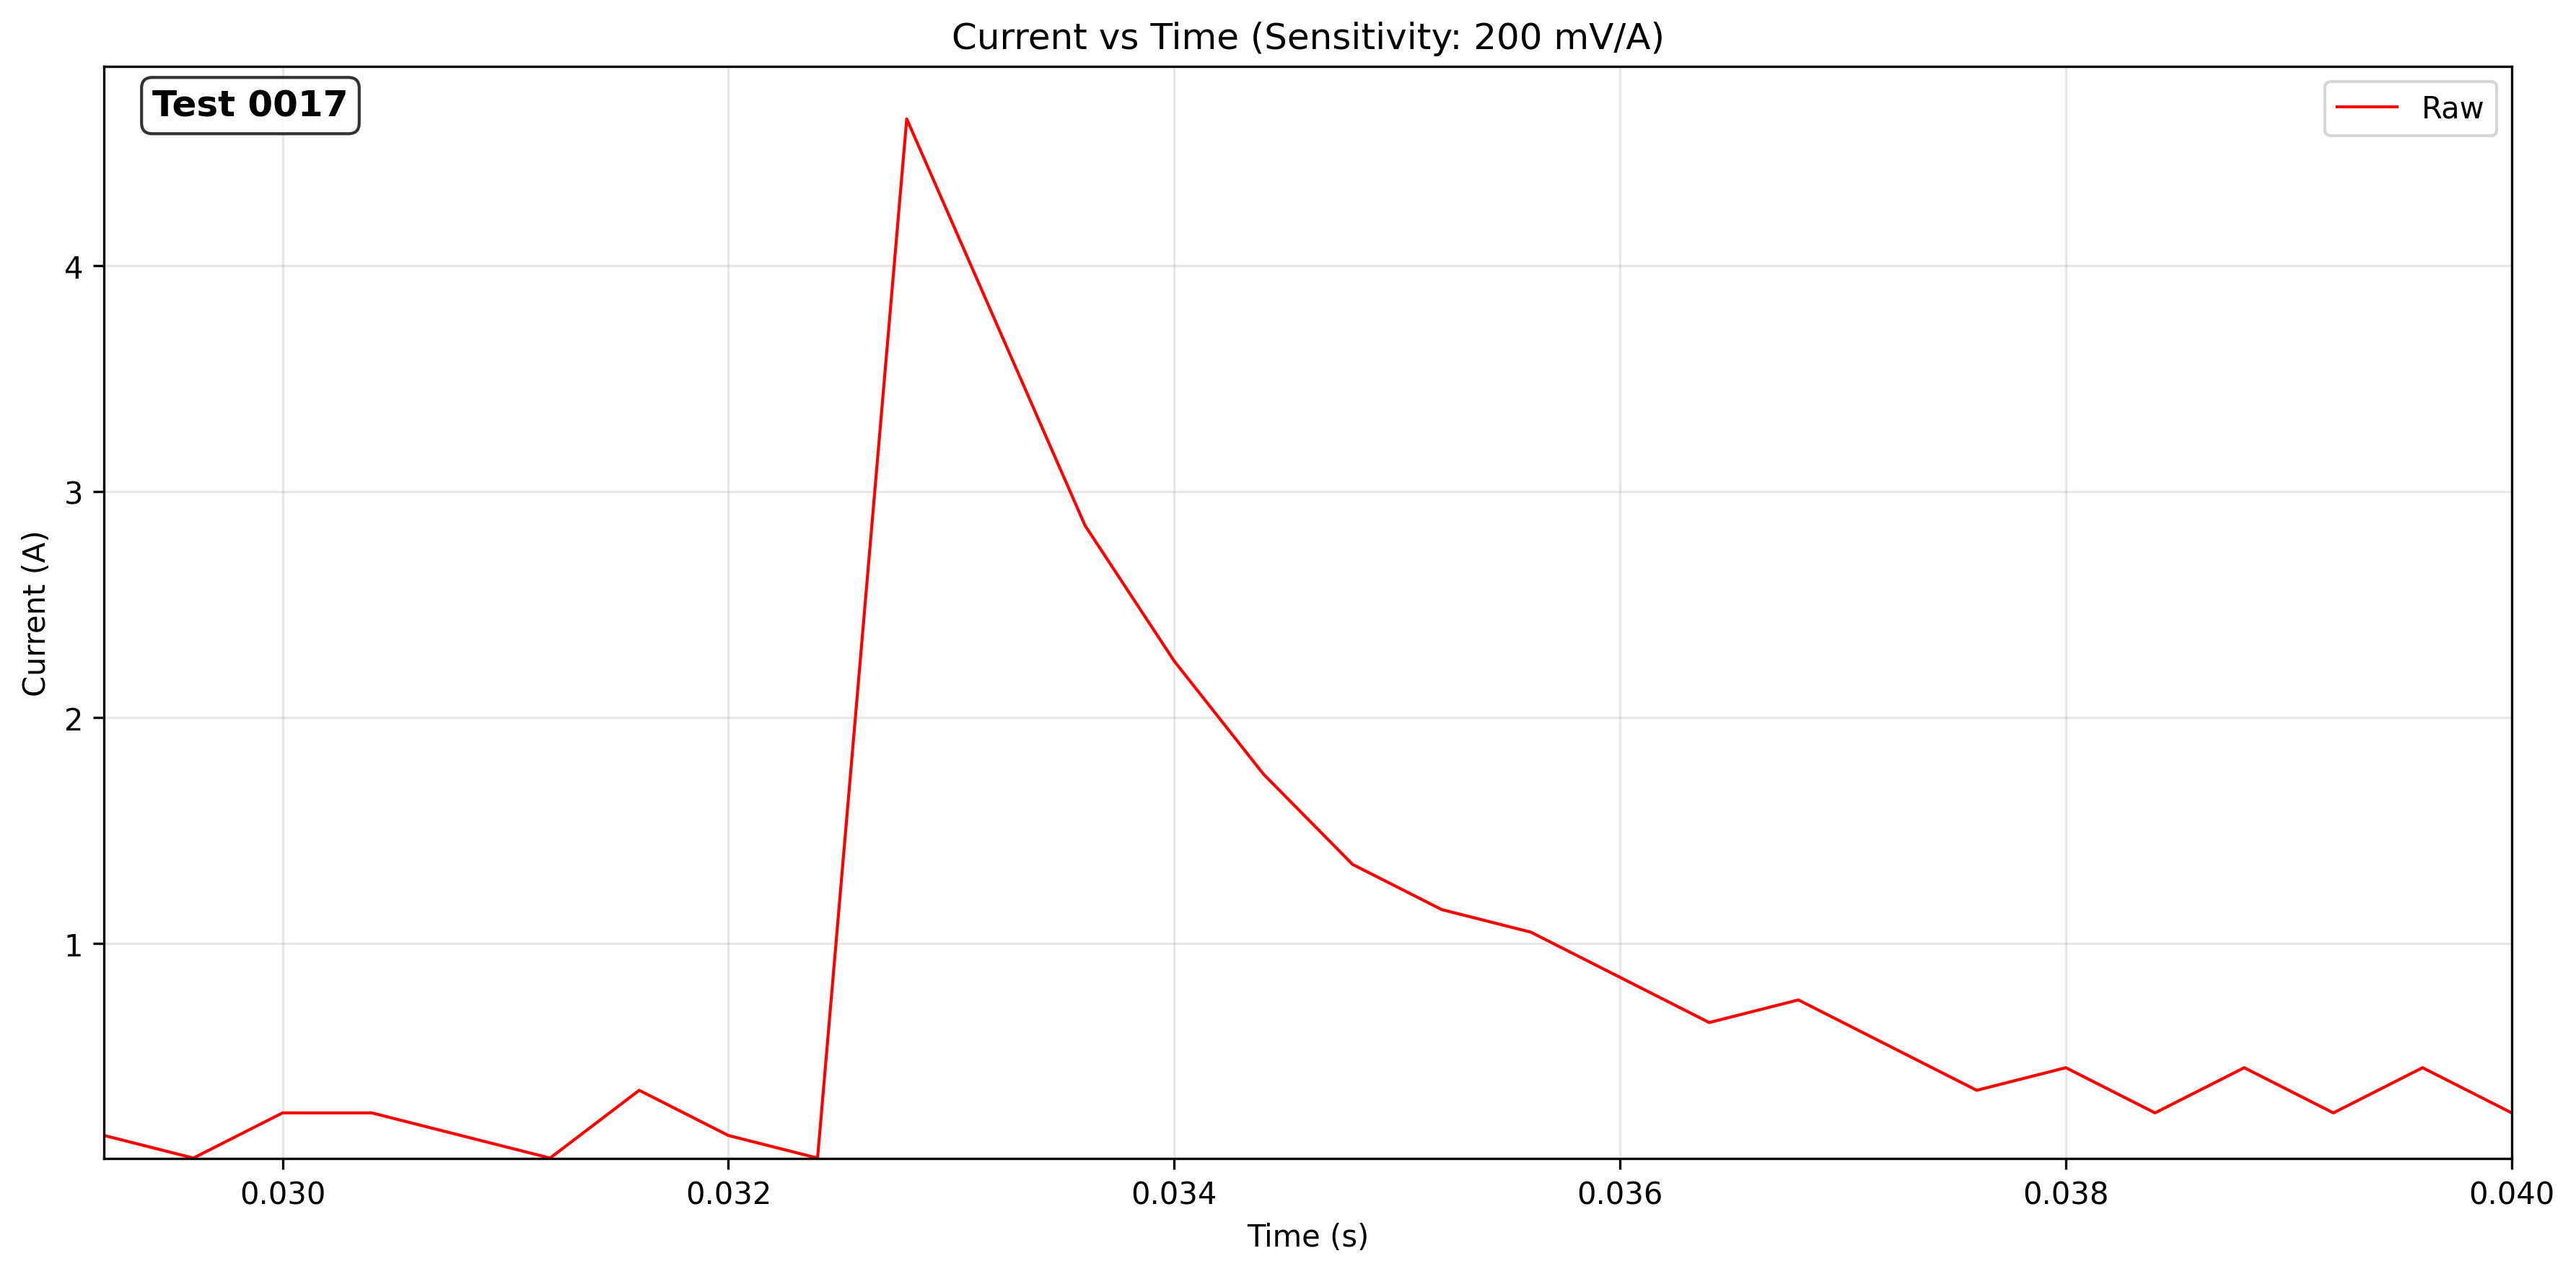 Current vs Time (Sensitivity: 200 mV/A)
Test 0017
Raw
4
3
2
1
Current (A)
0.030 0.032 0.034 0.036 0.038 0.040
Time (s)